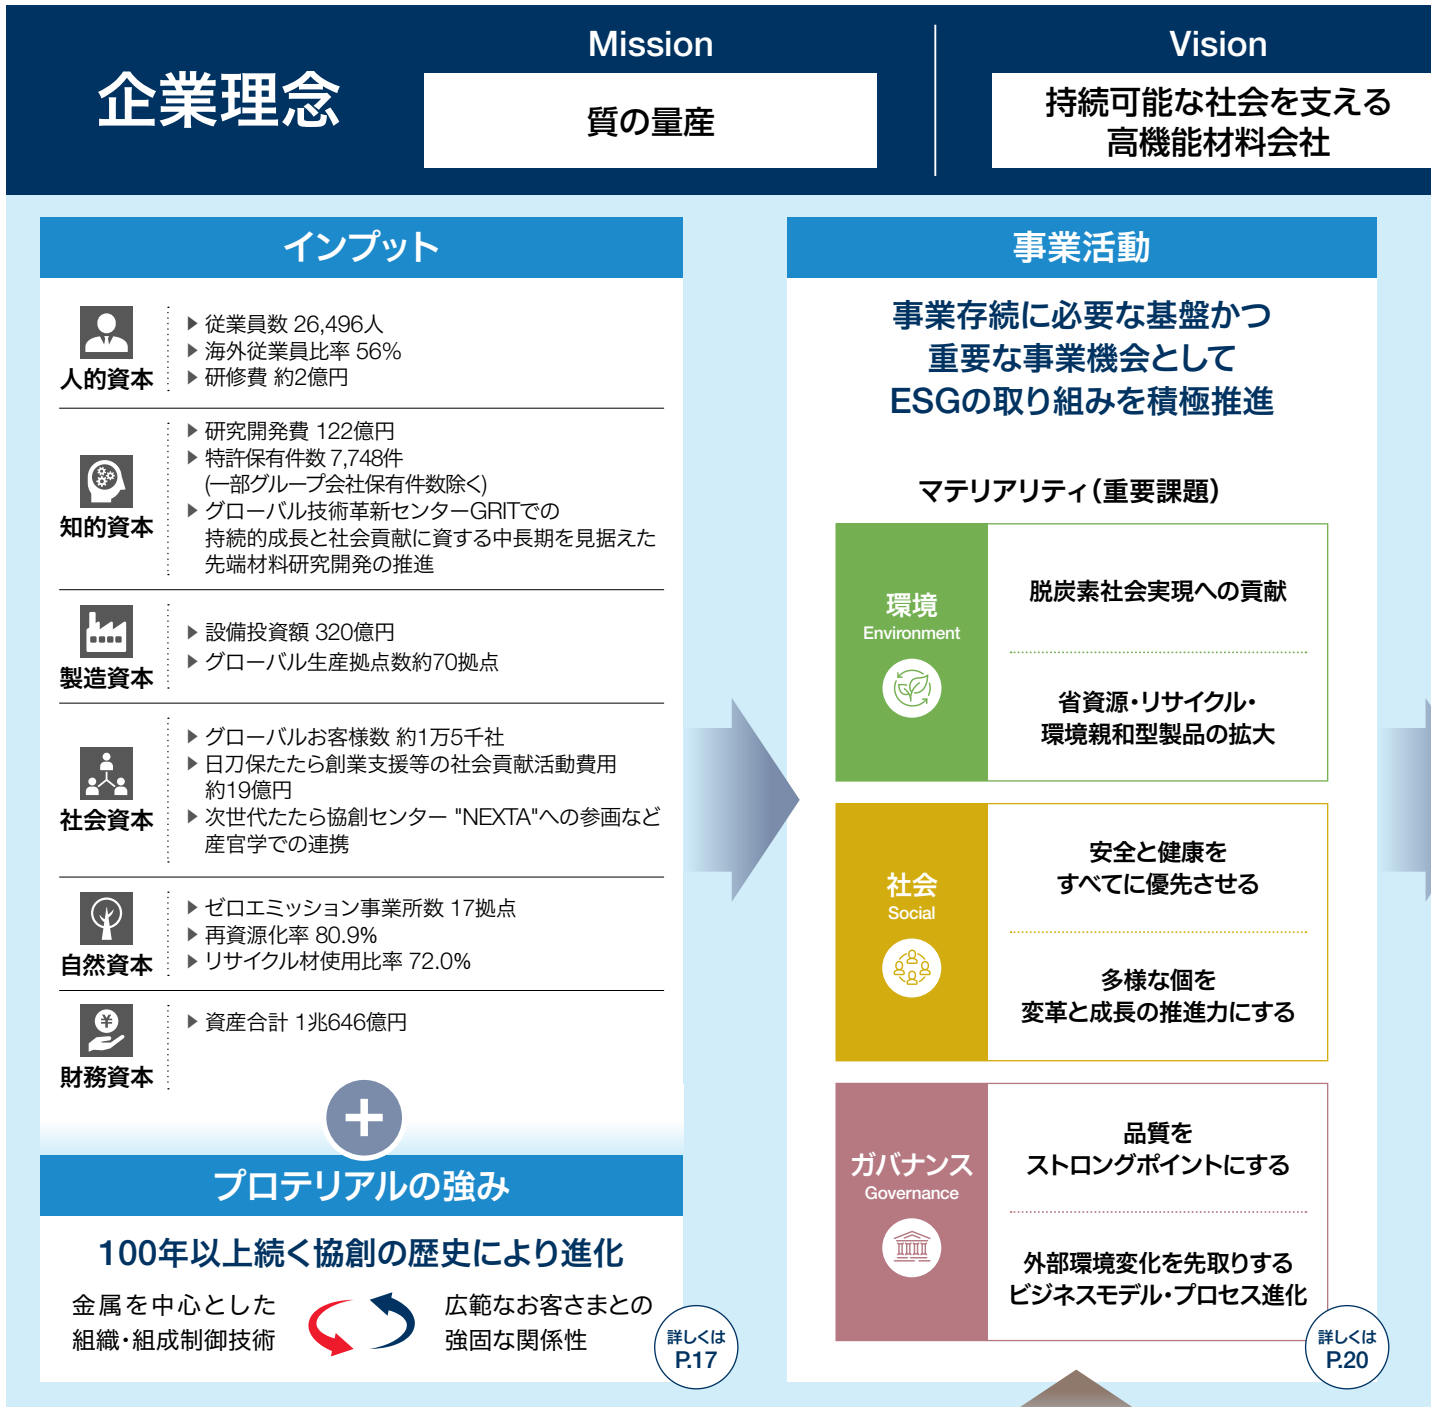 企業理念
Mission
質の量産
Vision
持続可能な社会を支える
高機能材料会社
インプット
人的資本
▶ 従業員数 26,496人
▶ 海外従業員比率 56%
▶ 研修費 約2億円
知的資本
▶ 研究開発費 122億円
▶ 特許保有件数 7,748件
(一部グループ会社保有件数除く)
▶ グローバル技術革新センターGRITでの
持続的成長と社会貢献に資する中長期を見据えた
先端材料研究開発の推進
製造資本
▶ 設備投資額 320億円
▶ グローバル生産拠点数約70拠点
社会資本
▶ グローバルお客様数 約1万5千社
▶ 日刀保たたら創業支援等の社会貢献活動費用
約19億円
▶ 次世代たたら協創センター "NEXTA"への参画など
産官学での連携
自然資本
▶ ゼロエミッション事業所数 17拠点
▶ 再資源化率 80.9%
▶ リサイクル材使用比率 72.0%
財務資本
▶ 資産合計 1兆646億円
+
プロテリアルの強み
100年以上続く協創の歴史により進化
金属を中心とした
組織・組成制御技術
広範なお客さまとの
強固な関係性
詳しくは
P.17
事業活動
事業存続に必要な基盤かつ
重要な事業機会として
ESGの取り組みを積極推進
マテリアリティ(重要課題)
環境
Environment
脱炭素社会実現への貢献
省資源・リサイクル・
環境親和型製品の拡大
社会
Social
安全と健康を
すべてに優先させる
多様な個を
変革と成長の推進力にする
ガバナンス
Governance
品質を
ストロングポイントにする
外部環境変化を先取りする
ビジネスモデル・プロセス進化
詳しくは
P.20